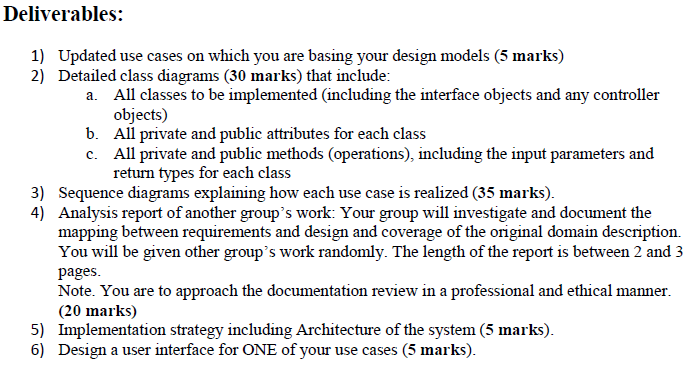 Deliverables:
1) Updated use cases on which you are basing your design models (5 marks)
2) Detailed class diagrams (30 marks) that include:
a. All classes to be implemented (including the interface objects and any controller
objects)
b. All private and public attributes for each class
c. All private and public methods (operations), including the input parameters and
return types for each class
3) Sequence diagrams explaining how each use case is realized (35 marks).
4) Analysis report of another group's work: Your group will investigate and document the
mapping between requirements and design and coverage of the original domain description.
You will be given other group's work randomly. The length of the report is between 2 and 3
pages.
Note. You are to approach the documentation review in a professional and ethical manner.
(20 marks)
5) Implementation strategy including Architecture of the system (5 marks).
6) Design a user interface for ONE of your use cases (5 marks).